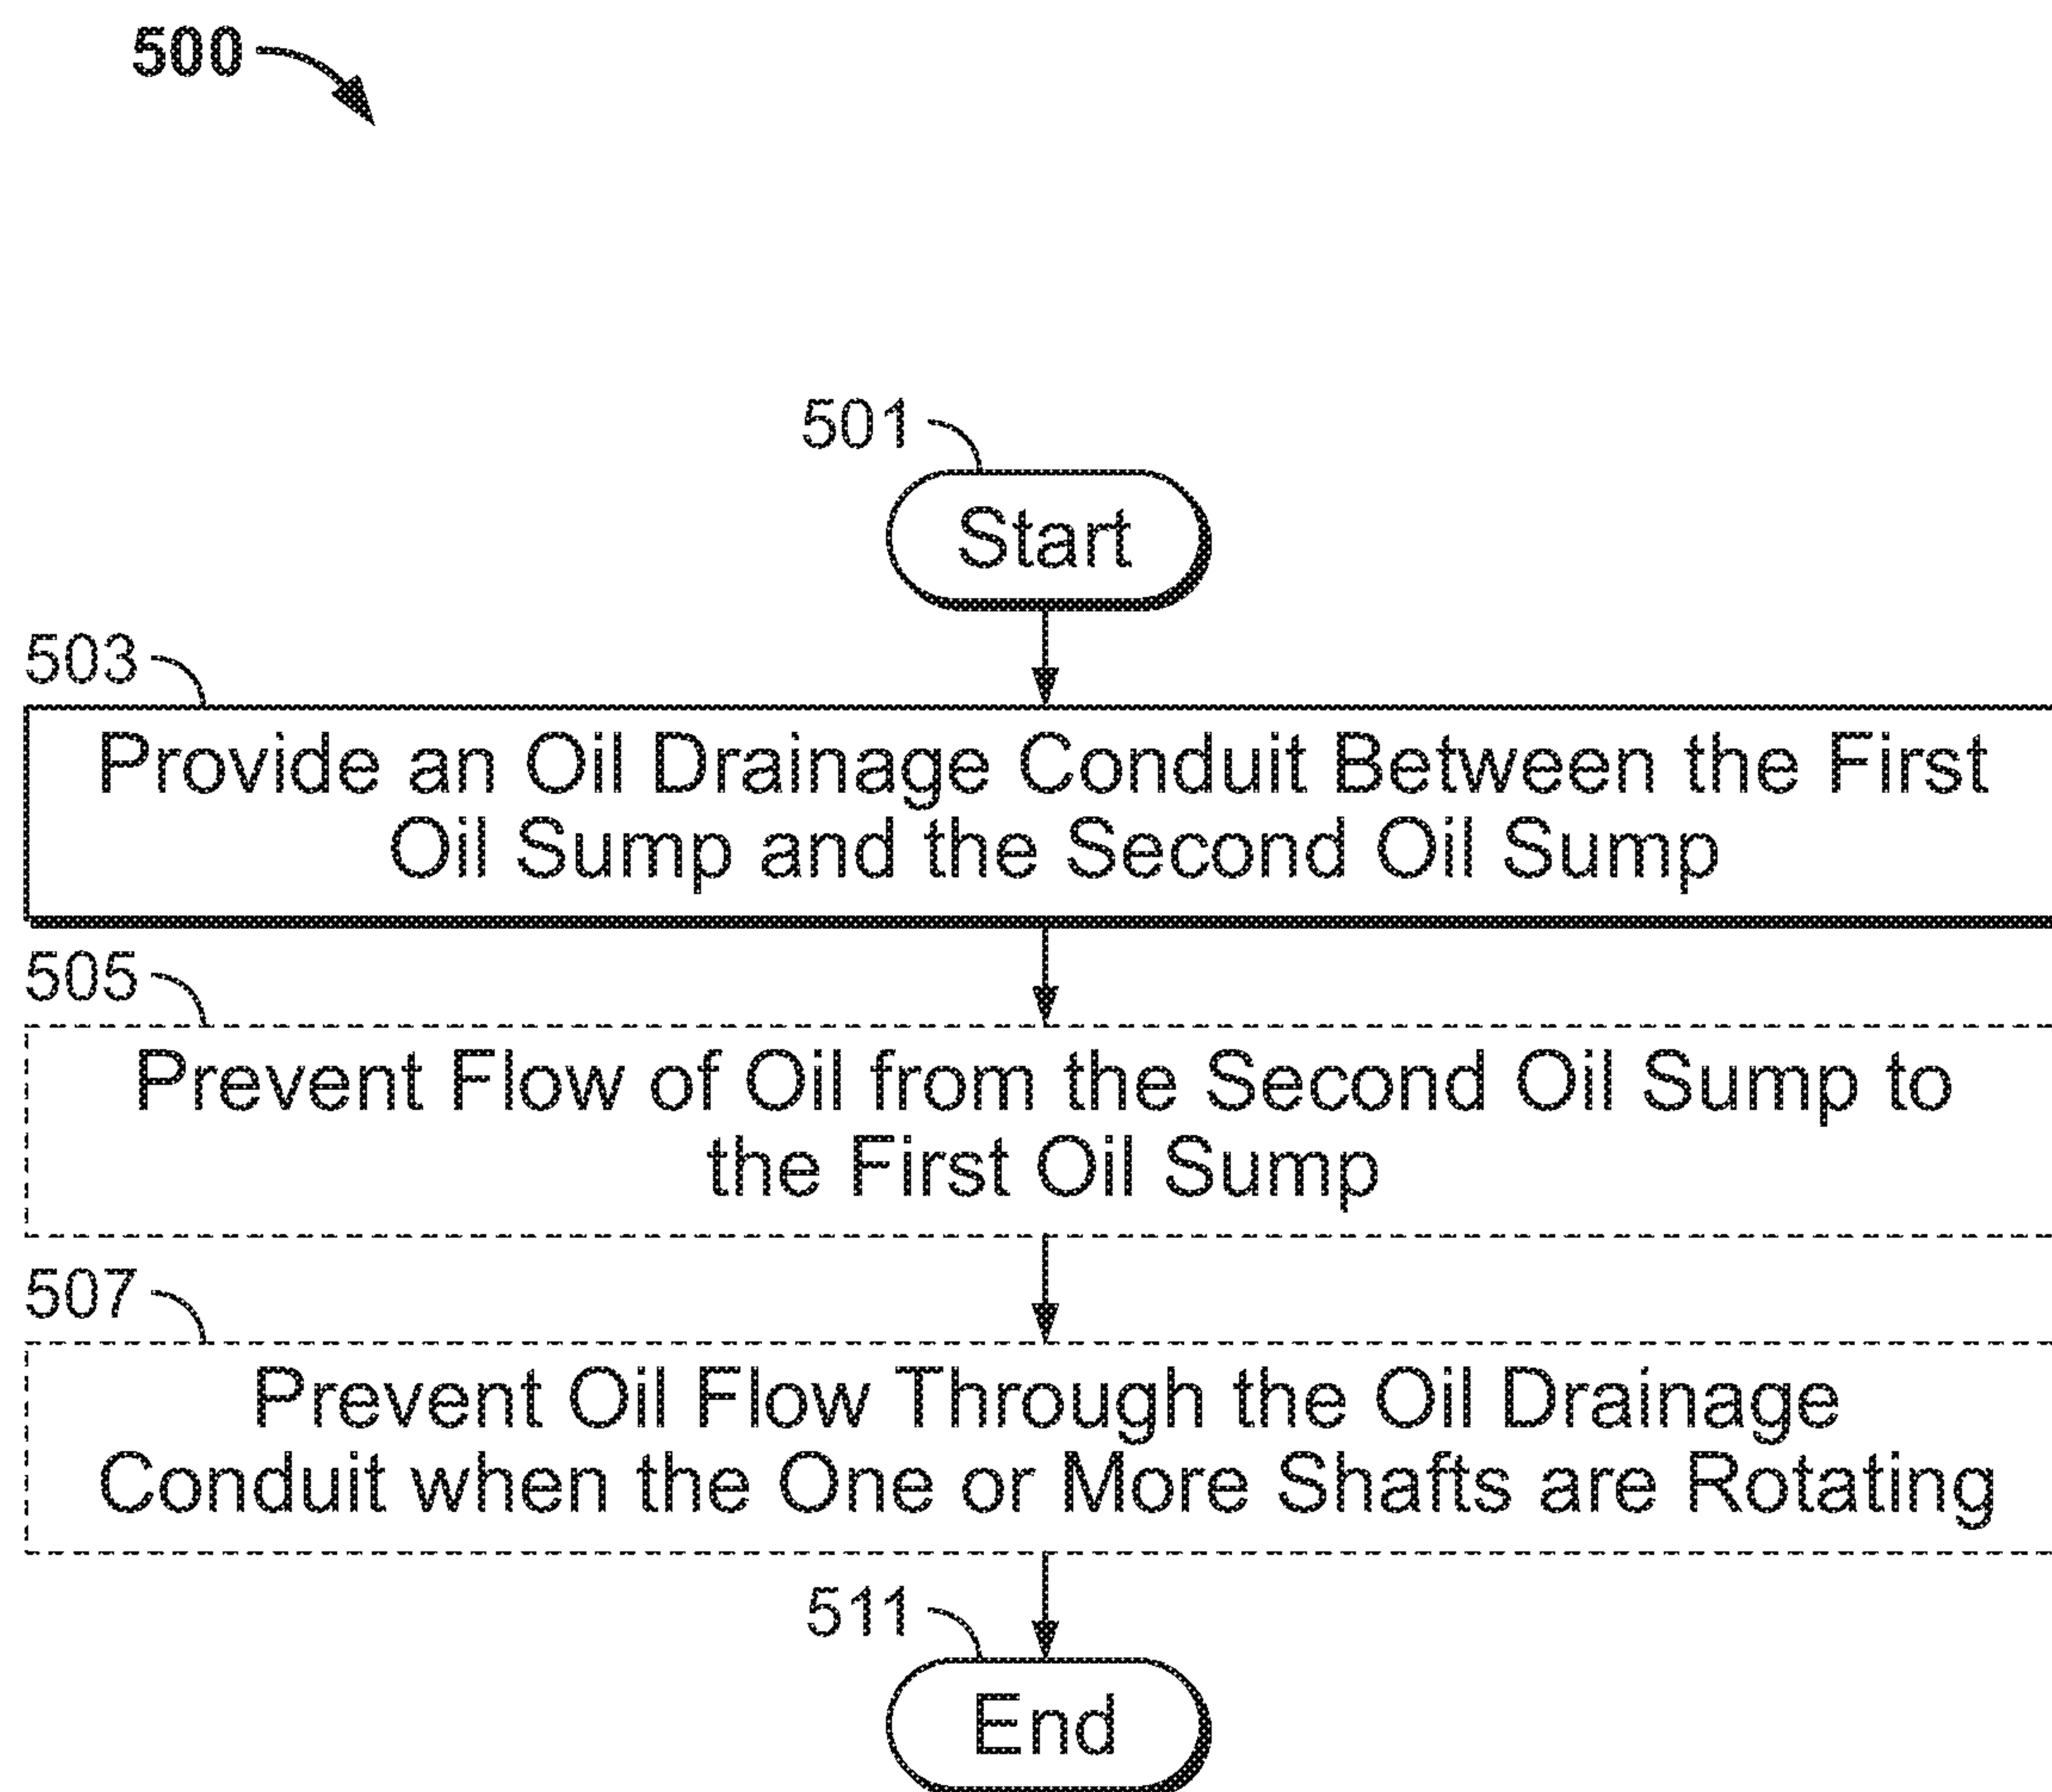 500
501
Start
503
Provide an Oil Drainage Conduit Between the First
Oil Sump and the Second Oil Sump
505
Prevent Flow of Oil from the Second Oil Sump to
the First Oil Sump
507
Prevent Oil Flow Through the Oil Drainage
Conduit when the One or More Shafts are Rotating
511
End